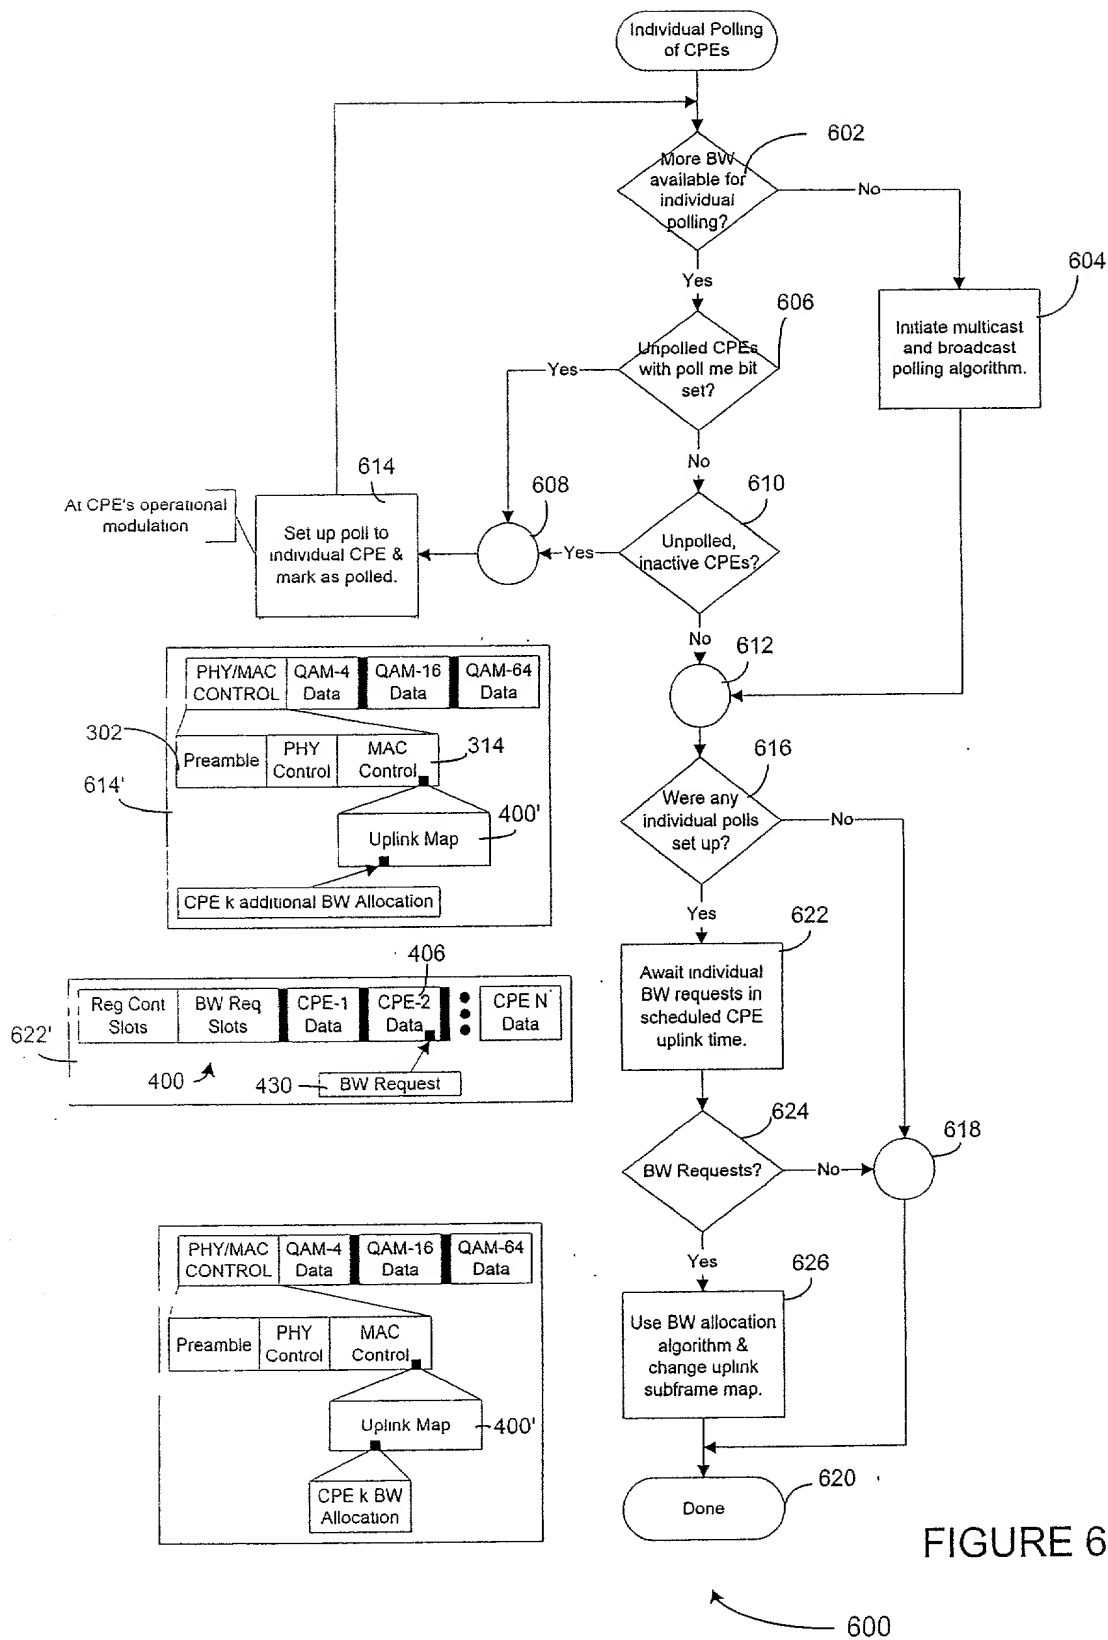 Individual Polling
of CPEs
602
More BW
available for
individual
polling?
No
Yes
604
Initiate multicast
and broadcast
polling algorithm.
606
Unpolled CPEs
with poll me bit
set?
Yes
No
614
608
610
At CPE's operational
modulation
Set up poll to
individual CPE &
mark as polled.
Yes
Unpolled,
inactive CPEs?
No
612
PHY/MAC
CONTROL
QAM-4
Data
QAM-16
Data
QAM-64
Data
302
Preamble
PHY
Control
MAC
Control
314
614'
Uplink Map
400'
CPE k additional BW Allocation
616
Were any
individual polls
set up?
No
Yes
622
Await individual
BW requests in
scheduled CPE
uplink time.
406
Reg Cont
Slots
BW Req
Slots
CPE-1
Data
CPE-2
Data
CPE N
Data
622'
400
430
BW Request
624
BW Requests?
No
618
Yes
626
Use BW allocation
algorithm &
change uplink
subframe map.
PHY/MAC
CONTROL
QAM-4
Data
QAM-16
Data
QAM-64
Data
Preamble
PHY
Control
MAC
Control
Uplink Map
400'
CPE k BW
Allocation
620
Done
FIGURE 6
600